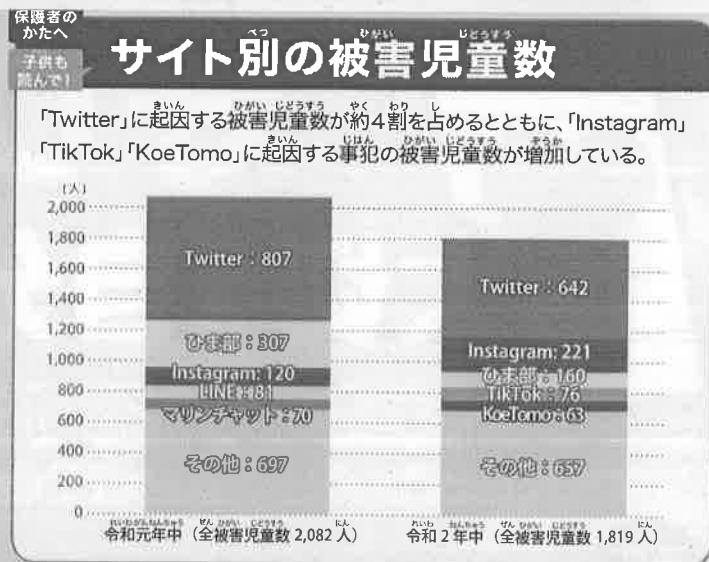 保護者の
かたへ
子供も
読んで！
サイト別の被害児童数
「Twitter」に起因する被害児童数が約4割を占めるとともに、「Instagram」
「TikTok」「KoeTomo」に起因する事犯の被害児童数が増加している。
（人）
2,000
1,800
1,600
1,400
1,200
1,000
800
600
400
200
0
Twitter：807
ひま部：307
Instagram: 120
LINE：81
マリンチャット：70
その他：697
Twitter：642
Instagram: 221
ひま部：160
TikTok：76
KoeTomo：63
その他：657
令和元年中（全被害児童数 2,082 人）
令和 2 年中（全被害児童数 1,819 人）